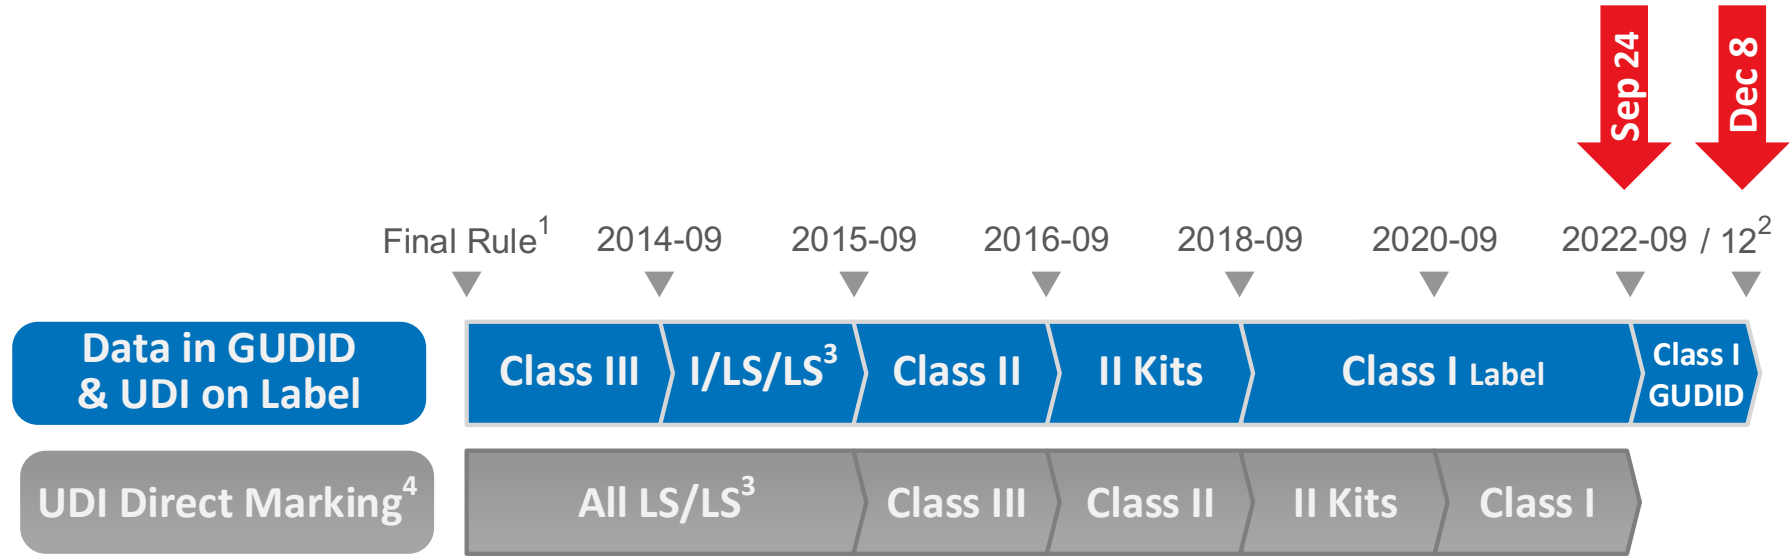 Sep 24
Dec 8
Final Rule¹ 2014-09 2015-09 2016-09 2018-09 2020-09 2022-09 / 12²
Data in GUDID
& UDI on Label
Class III I/LS/LS³ Class II II Kits Class I Label
Class I
GUDID
UDI Direct Marking⁴
All LS/LS³ Class III Class II II Kits Class I